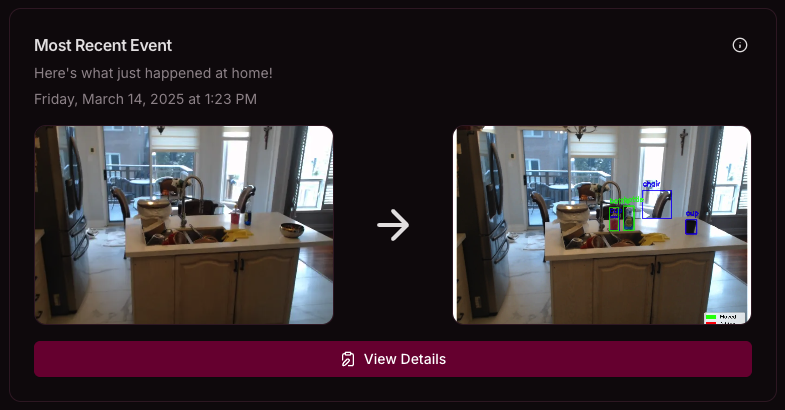 Most Recent Event
Here's what just happened at home!
Friday, March 14, 2025 at 1:23 PM
chair
cup
Moved
View Details